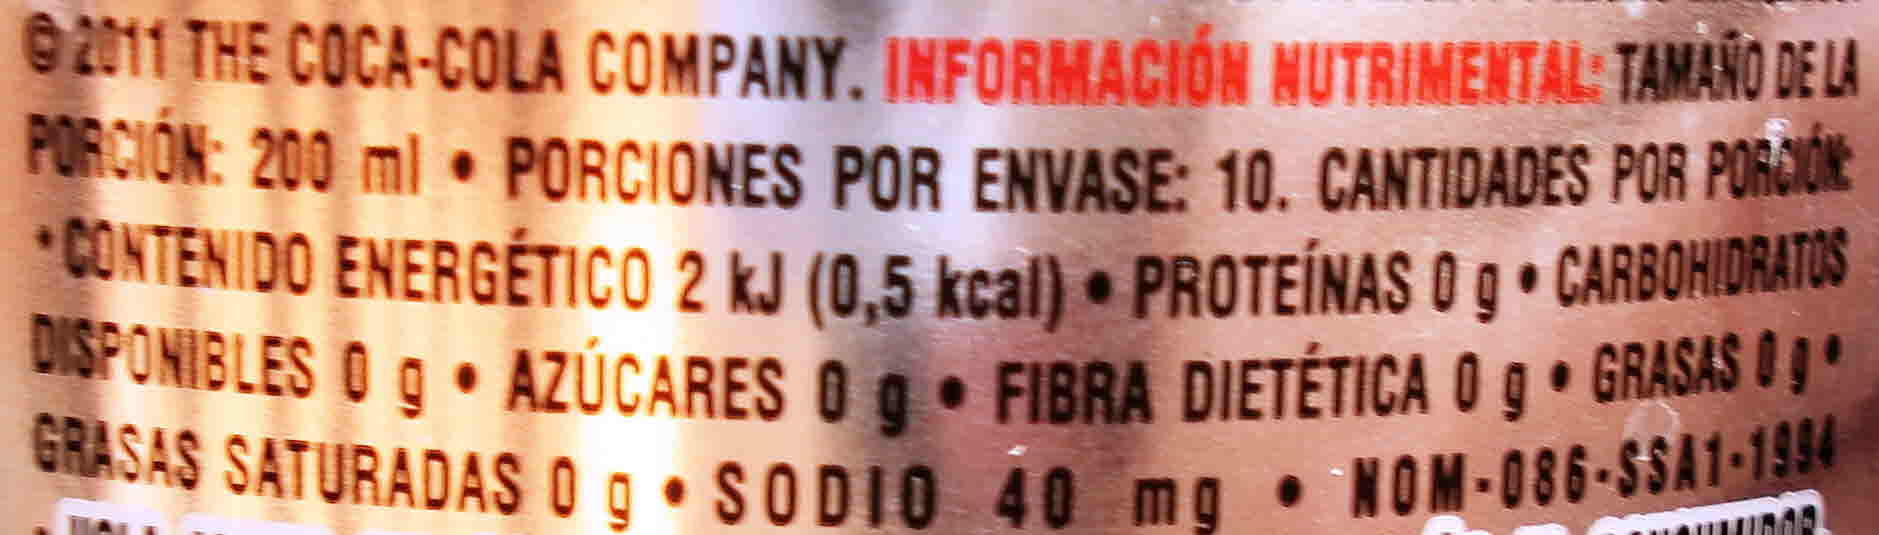 © 2011 THE COCA-COLA COMPANY. INFORMACIÓN NUTRIMENTAL: TAMAÑO DE LA
PORCIÓN: 200 ml • PORCIONES POR ENVASE: 10. CANTIDADES POR PORCIÓN:
•CONTENIDO ENERGÉTICO 2 kJ (0,5 kcal) • PROTEÍNAS 0 g • CARBOHIDRATOS
DISPONIBLES 0 g • AZÚCARES 0 g • FIBRA DIETÉTICA 0 g • GRASAS 0 g •
GRASAS SATURADAS 0 g • SODIO 40 mg • NOM-086-SSA1-1994